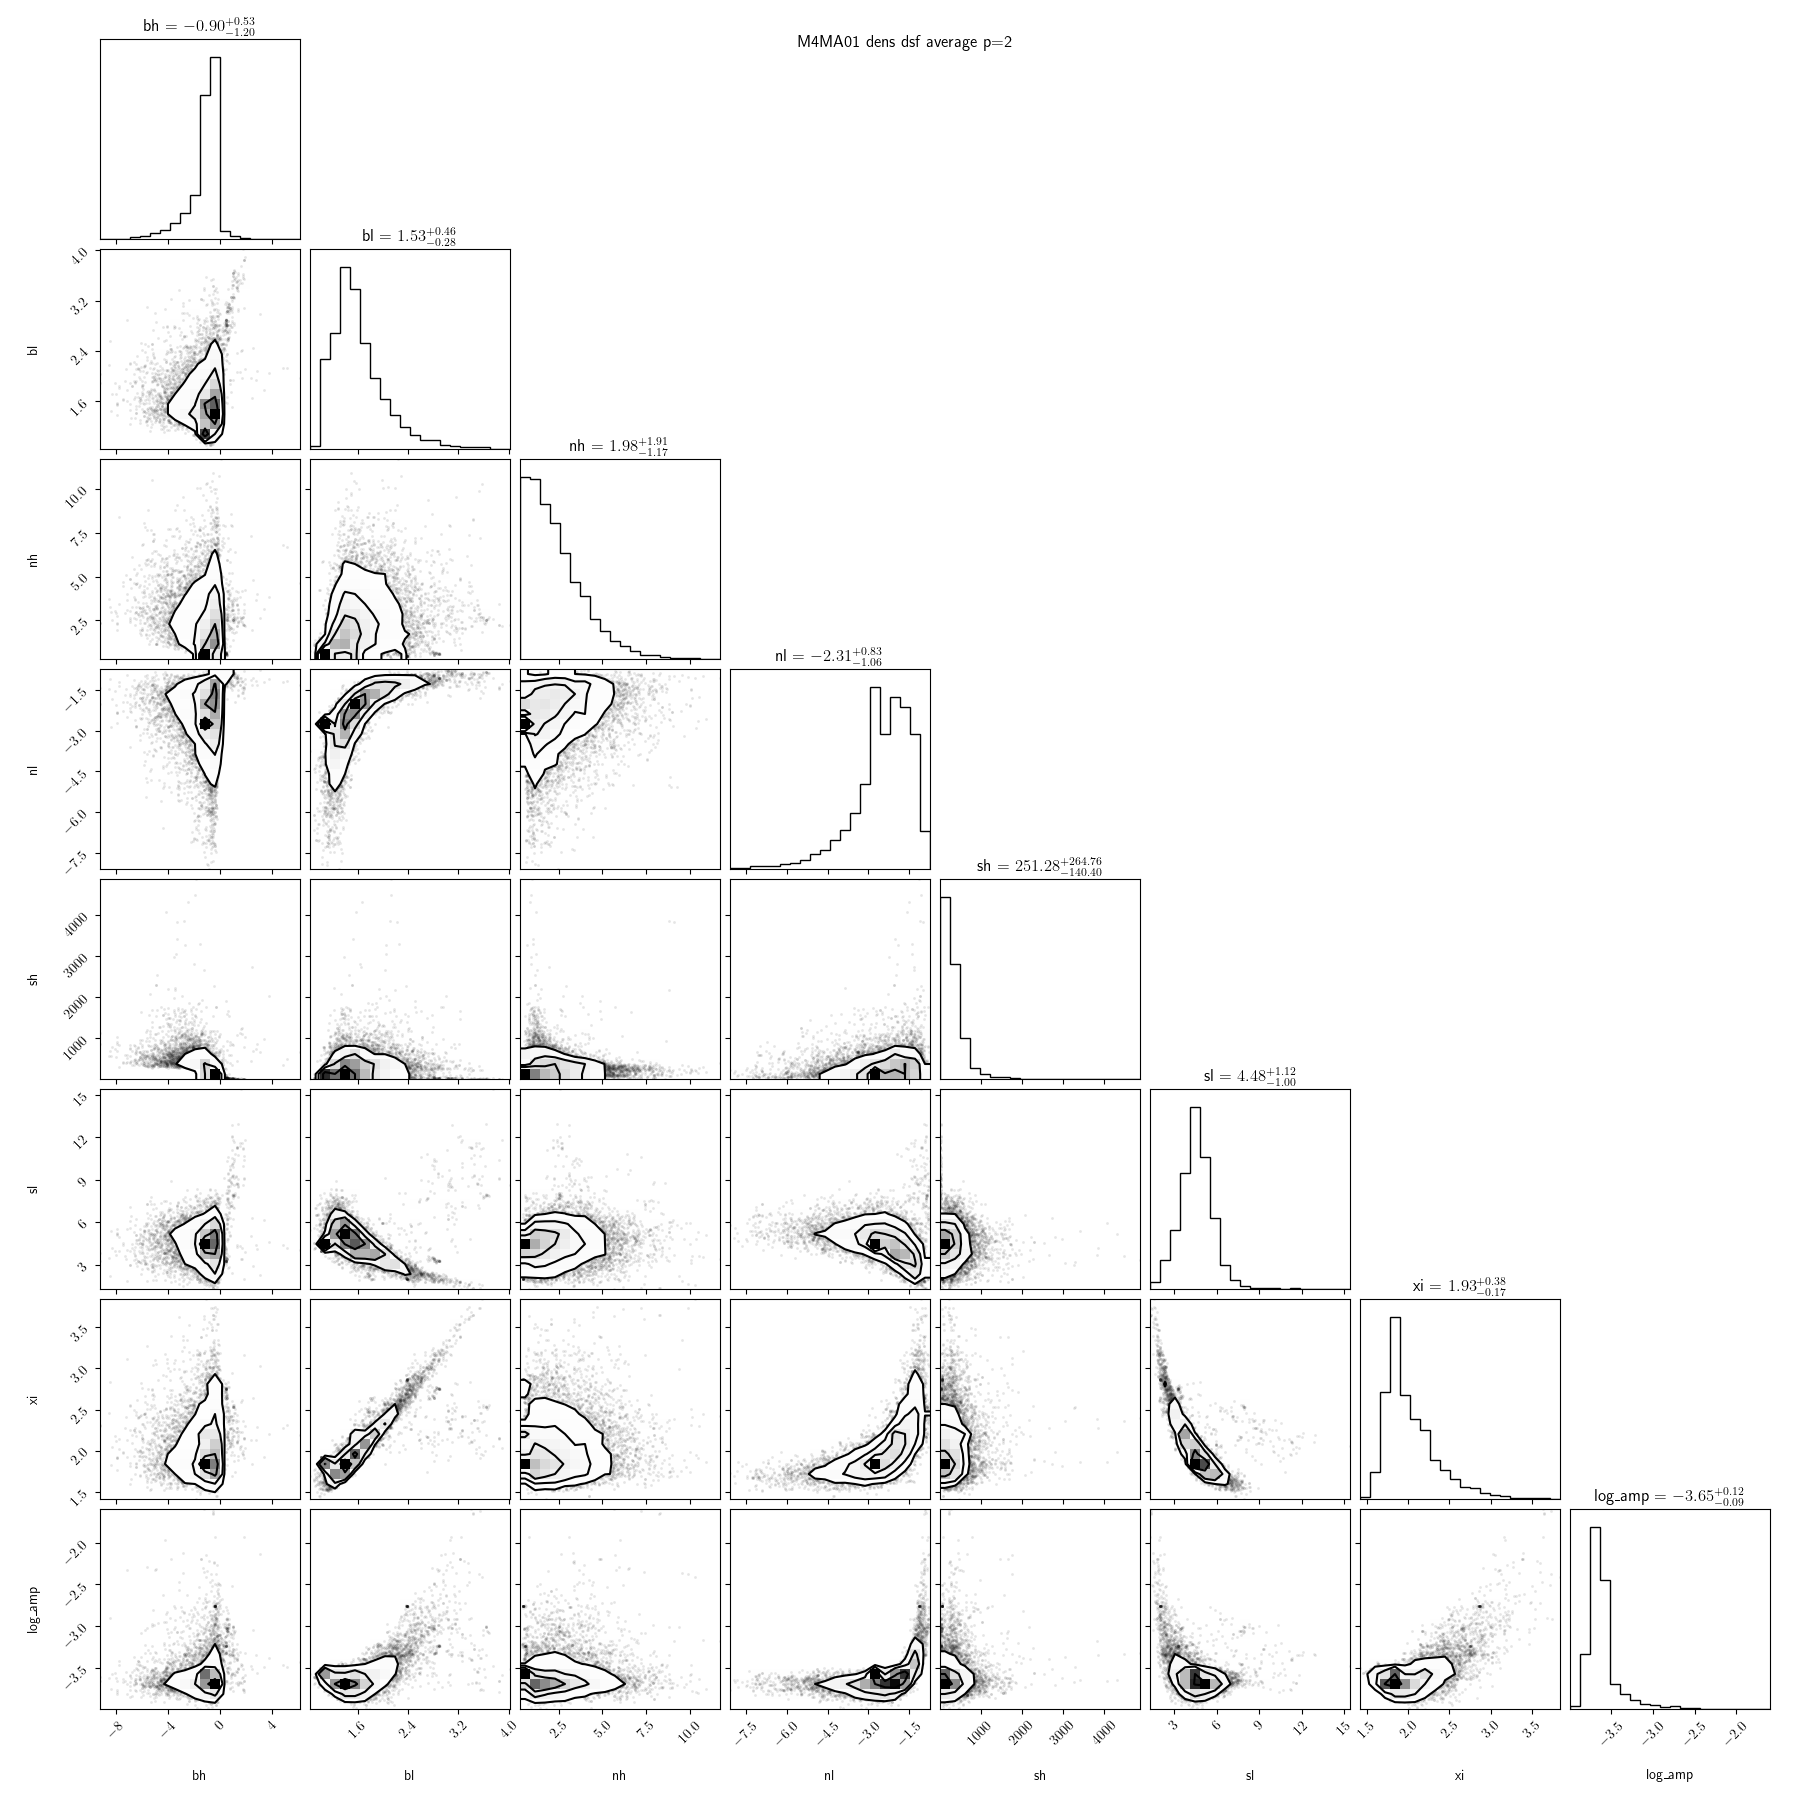 bh = −0.90+0.53 −1.20
M4MA01 dens dsf average p=2
bl = 1.53+0.46 −0.28
4.0
3.2
2.4
1.6
bl
nh = 1.98+1.91 −1.17
10.0
7.5
5.0
2.5
nh
nl = −2.31+0.83 −1.06
−1.5
−3.0
−4.5
−6.0
−7.5
nl
sh = 251.28+264.76 −140.40
4000
3000
2000
1000
sh
sl = 4.48+1.12 −1.00
15
12
9
6
3
sl
xi = 1.93+0.38 −0.17
3.5
3.0
2.5
2.0
1.5
xi
log_amp = −3.65+0.12 −0.09
−2.0
−2.5
−3.0
−3.5
log_amp
−8 −4 0 4 1.6 2.4 3.2 4.0 2.5 5.0 7.5 10.0 −7.5 −6.0 −4.5 −3.0 −1.5 1000 2000 3000 4000 3 6 9 12 15 1.5 2.0 2.5 3.0 3.5 −3.5 −3.0 −2.5 −2.0
bh bl nh nl sh sl xi log_amp